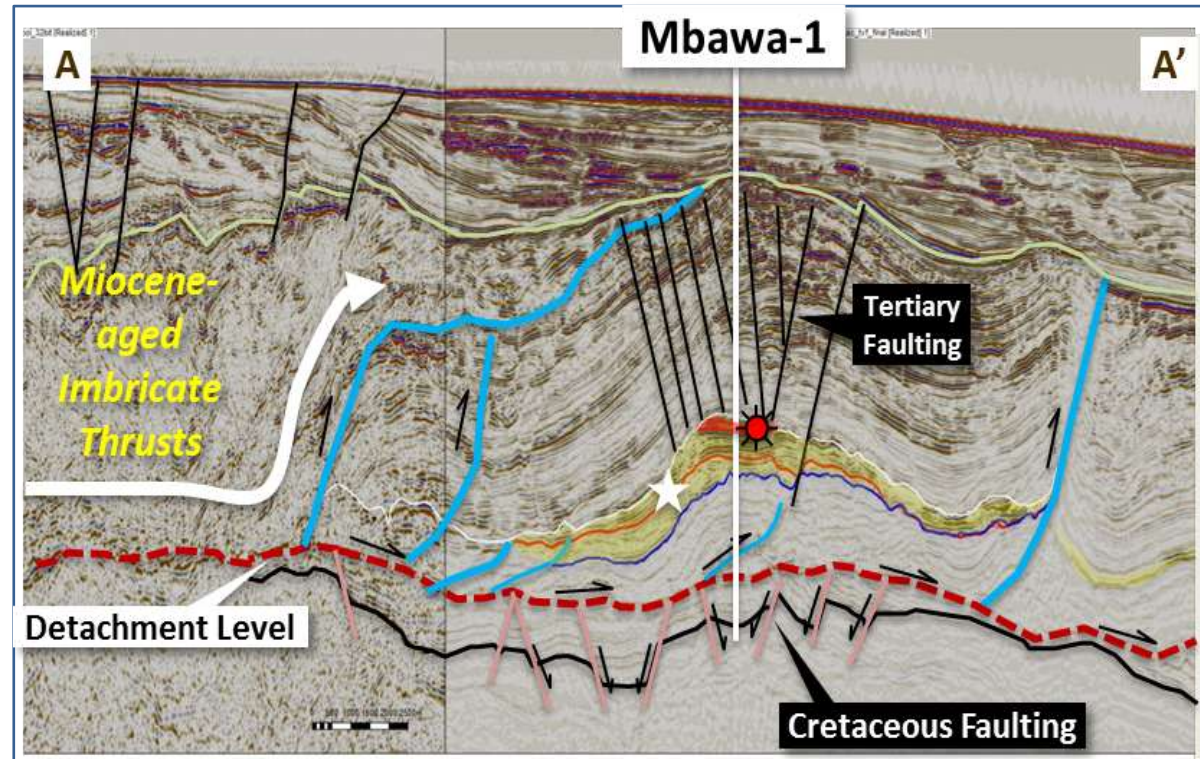 Mbawa-1
A
A'
Miocene-
aged
Imbricate
Thrusts
Tertiary
Faulting
Detachment Level
Cretaceous Faulting